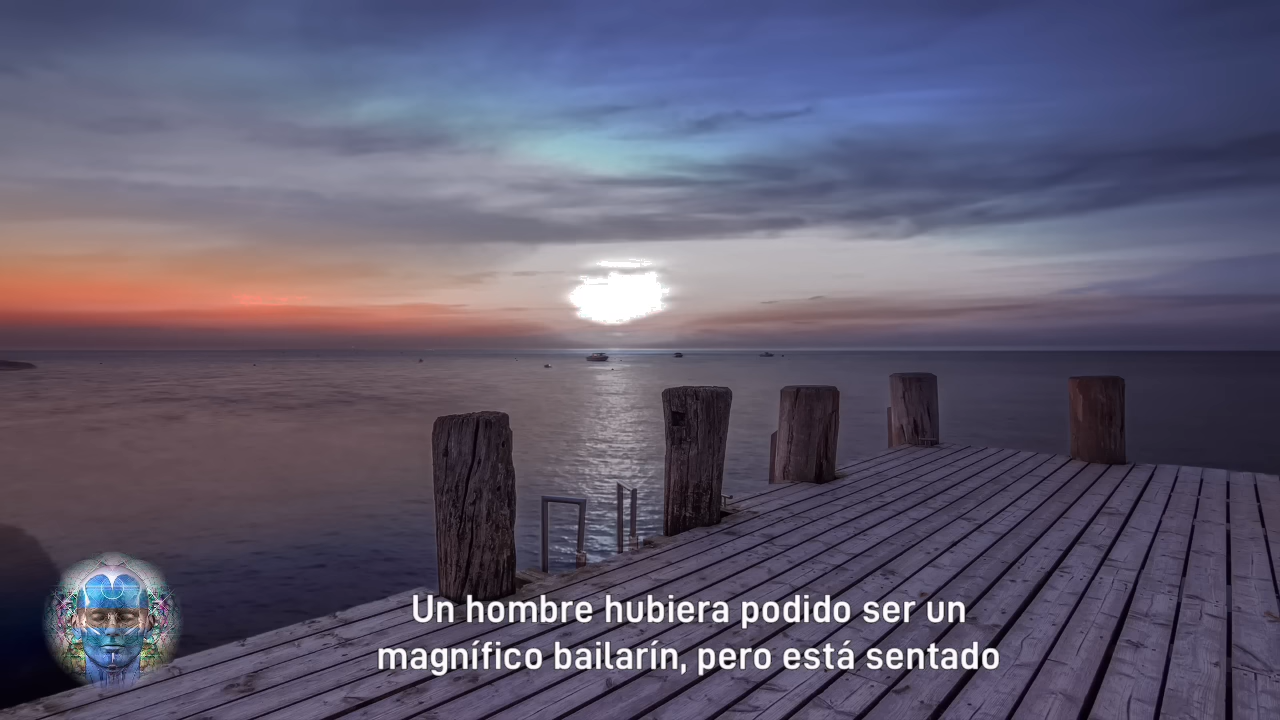 Un hombre hubiera podido ser un
magnífico bailarín, pero está sentado